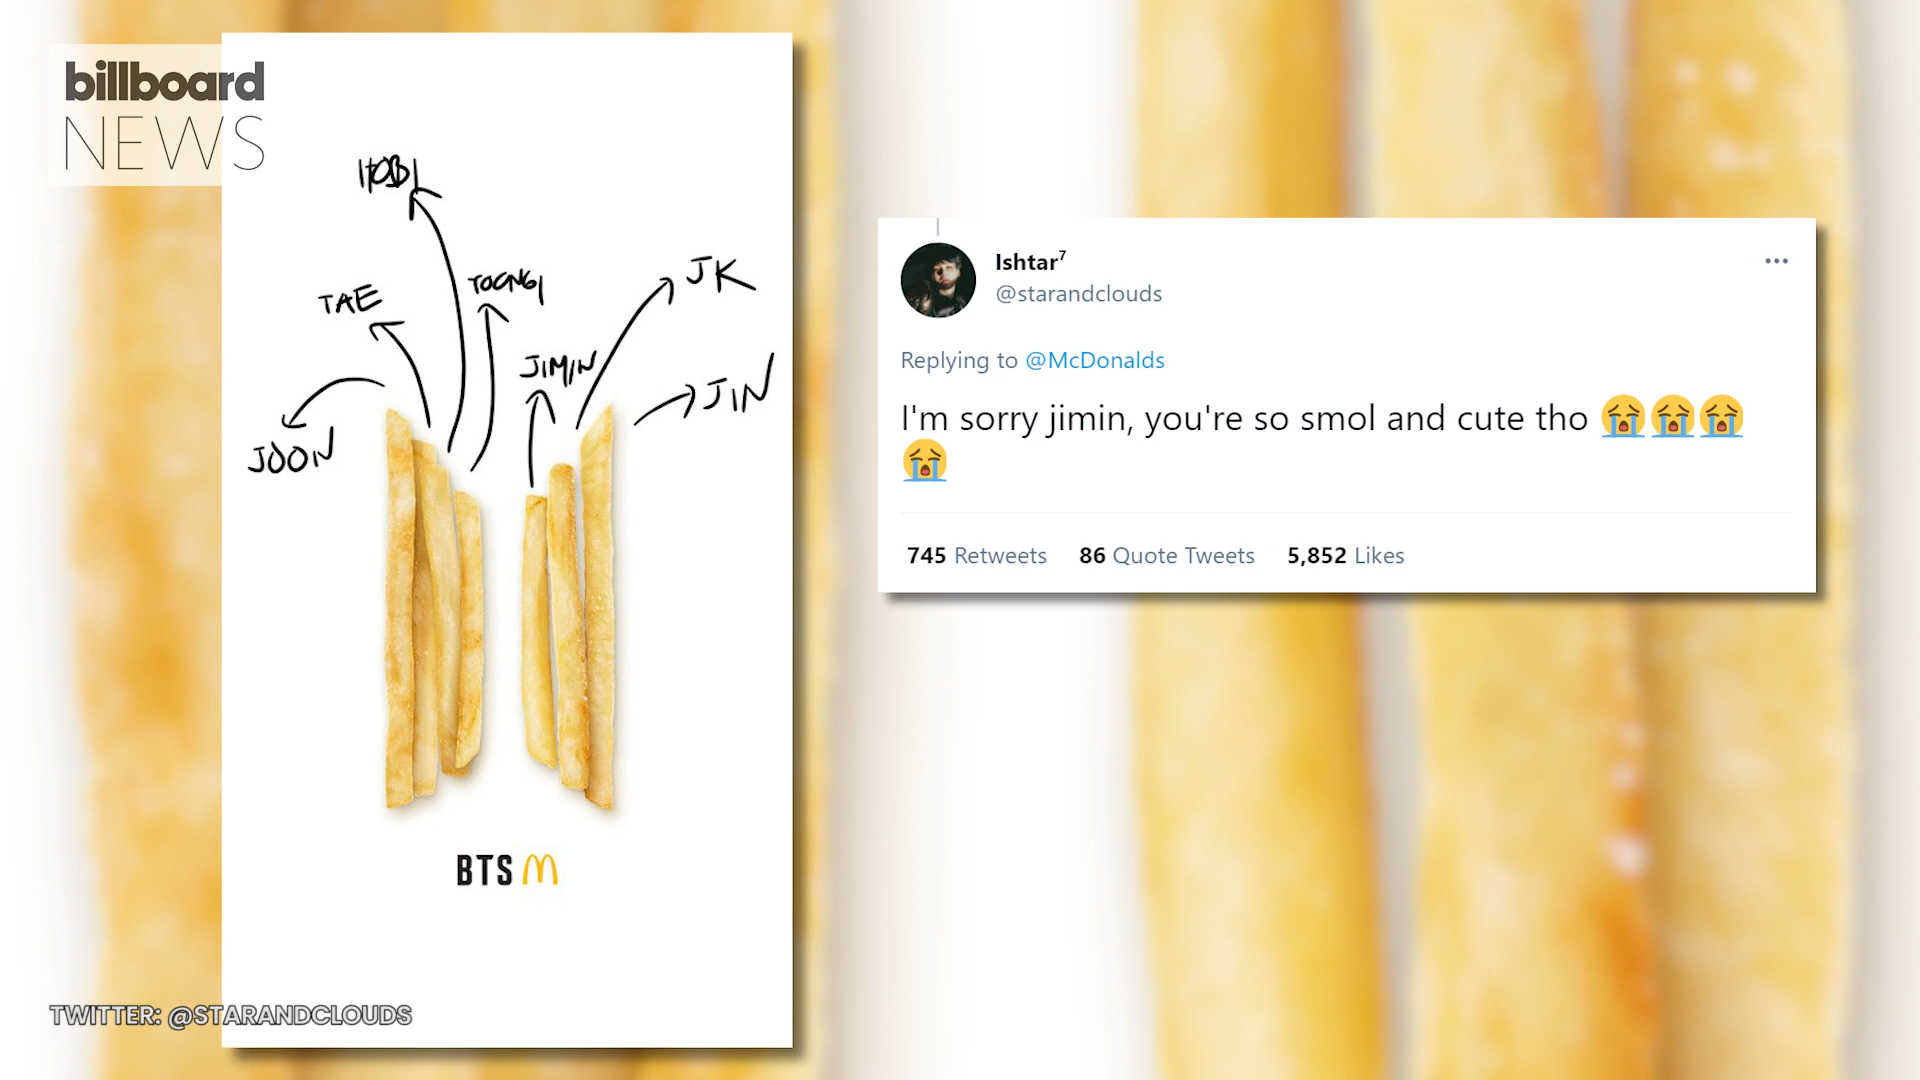 billboard
NEWS
HOBI
TAE
YOONGI
JK
JIMIN
JIN
JOON
BTS
TWITTER: @STARANDCLOUDS
Ishtar⁷
@starandclouds
Replying to @McDonalds
I'm sorry jimin, you're so smol and cute tho 😭😭😭
😭
745 Retweets 86 Quote Tweets 5,852 Likes